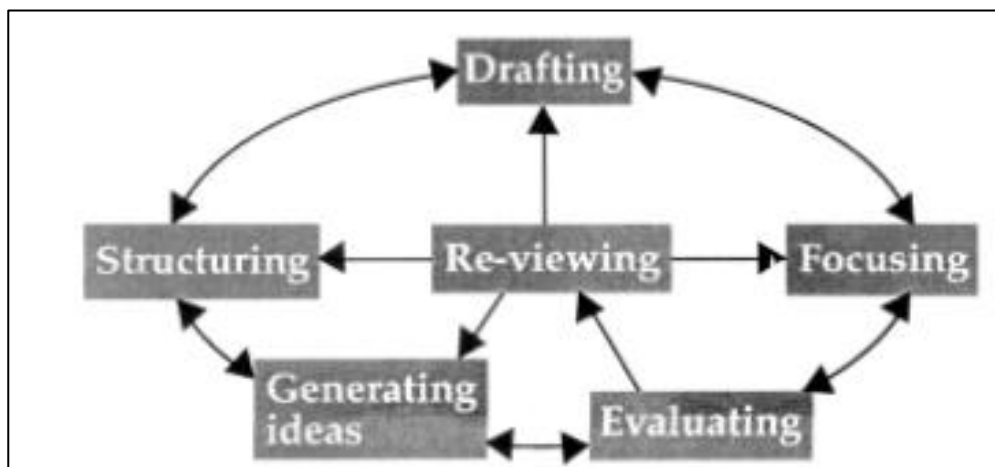 Drafting
Structuring
Re-viewing
Focusing
Generating
ideas
Evaluating